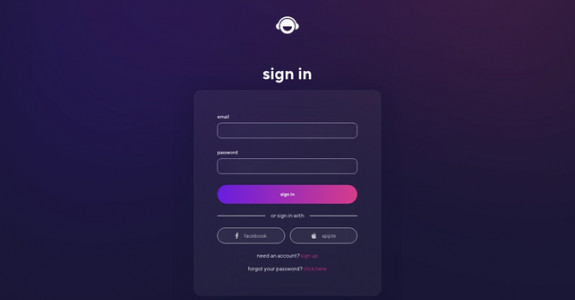 sign in
email
password
sign in
or sign in with
facebook apple
need an account? sign up
forgot your password? click here